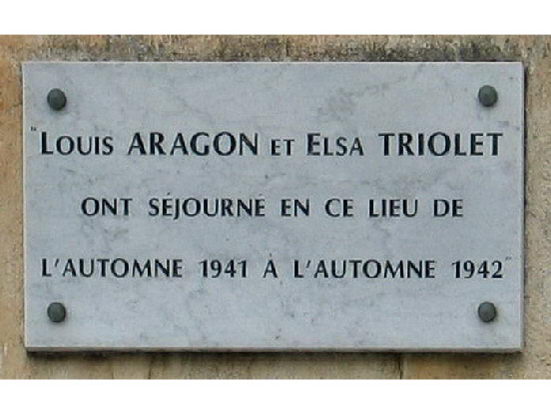 "LOUIS ARAGON ET ELSA TRIOLET"
ONT SÉJOURNÉ EN CE LIEU DE
L'AUTOMNE 1941 À L'AUTOMNE 1942"